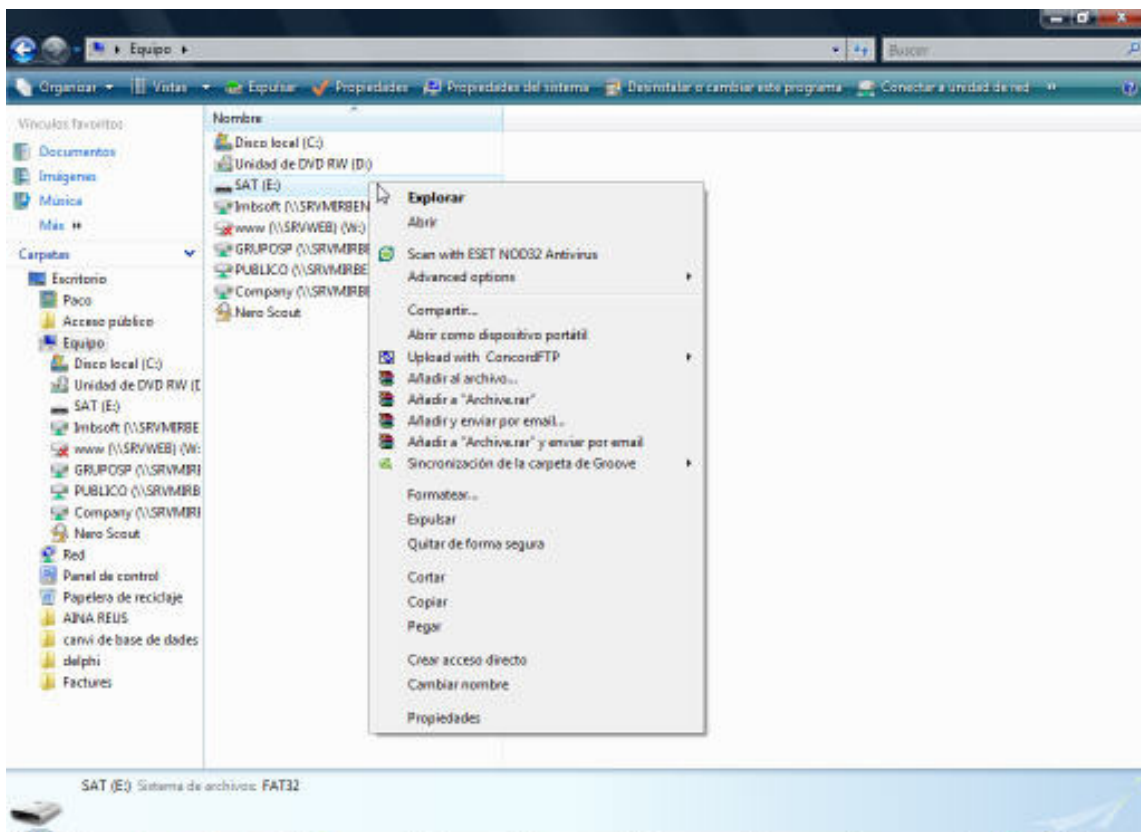 Equipo
Buscar
Organizar Vistas Expulsar Propiedades Propiedades del sistema Desinstalar o cambiar este programa Conectar a unidad de red »
Vínculos favoritos
Documentos
Imágenes
Música
Más »
Carpetas
Escritorio
Paco
Acceso público
Equipo
Disco local (C:)
Unidad de DVD RW (D
SAT (E:)
Imbsoft (\\SRVMIRBE
www (\\SRVWEB) (W:
GRUPOSP (\\SRVMIRB
PUBLICO (\\SRVMIRB
Company (\\SRVMIRB
Nero Scout
Red
Panel de control
Papelera de reciclaje
AINA REUS
canvi de base de dades
delphi
Factures
Nombre
Disco local (C:)
Unidad de DVD RW (D:)
SAT (E:)
Imbsoft (\\SRVMIRBEN
www (\\SRVWEB) (W:)
GRUPOSP (\\SRVMIRBE
PUBLICO (\\SRVMIRBE
Company (\\SRVMIRBE
Nero Scout
Explorar
Abrir
Scan with ESET NOD32 Antivirus
Advanced options
Compartir...
Abrir como dispositivo portátil
Upload with ConcordFTP
Añadir al archivo...
Añadir a "Archive.rar"
Añadir y enviar por email...
Añadir a "Archive.rar" y enviar por email
Sincronización de la carpeta de Groove
Formatear...
Expulsar
Quitar de forma segura
Cortar
Copiar
Pegar
Crear acceso directo
Cambiar nombre
Propiedades
SAT (E:) Sistema de archivos: FAT32